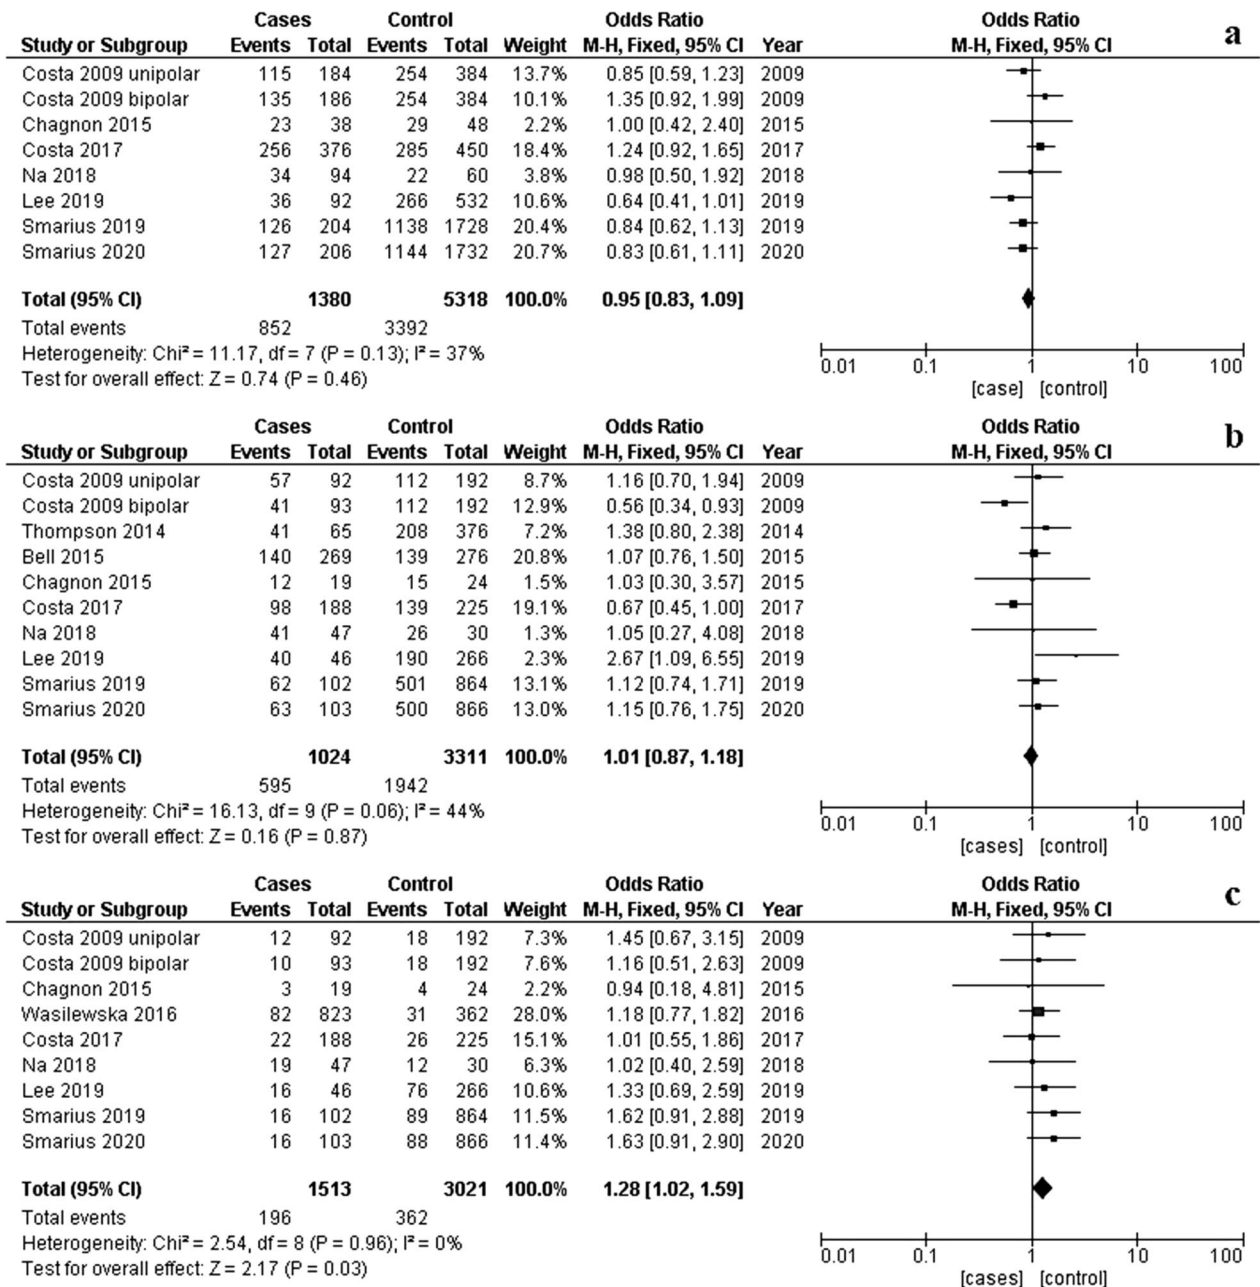 Cases Control Odds Ratio Odds Ratio a
Study or Subgroup Events Total Events Total Weight M-H, Fixed, 95% CI Year M-H, Fixed, 95% CI
Costa 2009 unipolar 115 184 254 384 13.7% 0.85 [0.59, 1.23] 2009
Costa 2009 bipolar 135 186 254 384 10.1% 1.35 [0.92, 1.99] 2009
Chagnon 2015 23 38 29 48 2.2% 1.00 [0.42, 2.40] 2015
Costa 2017 256 376 285 450 18.4% 1.24 [0.92, 1.65] 2017
Na 2018 34 94 22 60 3.8% 0.98 [0.50, 1.92] 2018
Lee 2019 36 92 266 532 10.6% 0.64 [0.41, 1.01] 2019
Smarius 2019 126 204 1138 1728 20.4% 0.84 [0.62, 1.13] 2019
Smarius 2020 127 206 1144 1732 20.7% 0.83 [0.61, 1.11] 2020
Total (95% CI) 1380 5318 100.0% 0.95 [0.83, 1.09]
Total events 852 3392
Heterogeneity: Chi² = 11.17, df = 7 (P = 0.13); I² = 37%
Test for overall effect: Z = 0.74 (P = 0.46)
0.01 0.1 1 10 100
[case] [control]
Cases Control Odds Ratio Odds Ratio b
Study or Subgroup Events Total Events Total Weight M-H, Fixed, 95% CI Year M-H, Fixed, 95% CI
Costa 2009 unipolar 57 92 112 192 8.7% 1.16 [0.70, 1.94] 2009
Costa 2009 bipolar 41 93 112 192 12.9% 0.56 [0.34, 0.93] 2009
Thompson 2014 41 65 208 376 7.2% 1.38 [0.80, 2.38] 2014
Bell 2015 140 269 139 276 20.8% 1.07 [0.76, 1.50] 2015
Chagnon 2015 12 19 15 24 1.5% 1.03 [0.30, 3.57] 2015
Costa 2017 98 188 139 225 19.1% 0.67 [0.45, 1.00] 2017
Na 2018 41 47 26 30 1.3% 1.05 [0.27, 4.08] 2018
Lee 2019 40 46 190 266 2.3% 2.67 [1.09, 6.55] 2019
Smarius 2019 62 102 501 864 13.1% 1.12 [0.74, 1.71] 2019
Smarius 2020 63 103 500 866 13.0% 1.15 [0.76, 1.75] 2020
Total (95% CI) 1024 3311 100.0% 1.01 [0.87, 1.18]
Total events 595 1942
Heterogeneity: Chi² = 16.13, df = 9 (P = 0.06); I² = 44%
Test for overall effect: Z = 0.16 (P = 0.87)
0.01 0.1 1 10 100
[cases] [control]
Cases Control Odds Ratio Odds Ratio c
Study or Subgroup Events Total Events Total Weight M-H, Fixed, 95% CI Year M-H, Fixed, 95% CI
Costa 2009 unipolar 12 92 18 192 7.3% 1.45 [0.67, 3.15] 2009
Costa 2009 bipolar 10 93 18 192 7.6% 1.16 [0.51, 2.63] 2009
Chagnon 2015 3 19 4 24 2.2% 0.94 [0.18, 4.81] 2015
Wasilewska 2016 82 823 31 362 28.0% 1.18 [0.77, 1.82] 2016
Costa 2017 22 188 26 225 15.1% 1.01 [0.55, 1.86] 2017
Na 2018 19 47 12 30 6.3% 1.02 [0.40, 2.59] 2018
Lee 2019 16 46 76 266 10.6% 1.33 [0.69, 2.59] 2019
Smarius 2019 16 102 89 864 11.5% 1.62 [0.91, 2.88] 2019
Smarius 2020 16 103 88 866 11.4% 1.63 [0.91, 2.90] 2020
Total (95% CI) 1513 3021 100.0% 1.28 [1.02, 1.59]
Total events 196 362
Heterogeneity: Chi² = 2.54, df = 8 (P = 0.96); I² = 0%
Test for overall effect: Z = 2.17 (P = 0.03)
0.01 0.1 1 10 100
[cases] [control]